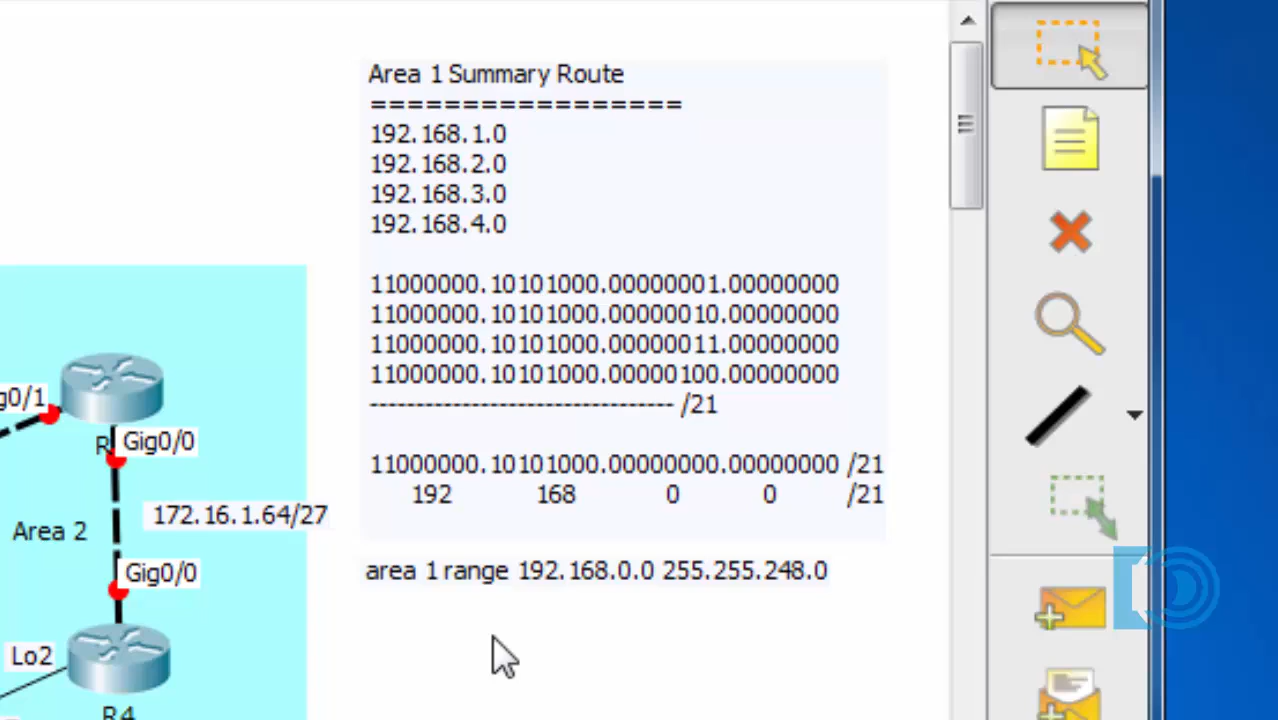 Area 1 Summary Route
=================
192.168.1.0
192.168.2.0
192.168.3.0
192.168.4.0
11000000.10101000.00000001.00000000
11000000.10101000.00000010.00000000
11000000.10101000.00000011.00000000
11000000.10101000.00000100.00000000
--------------------------------- /21
11000000.10101000.00000000.00000000 /21
192 168 0 0 /21
area 1 range 192.168.0.0 255.255.248.0
g0/1
R
Gig0/0
172.16.1.64/27
Area 2
Gig0/0
Lo2
R4